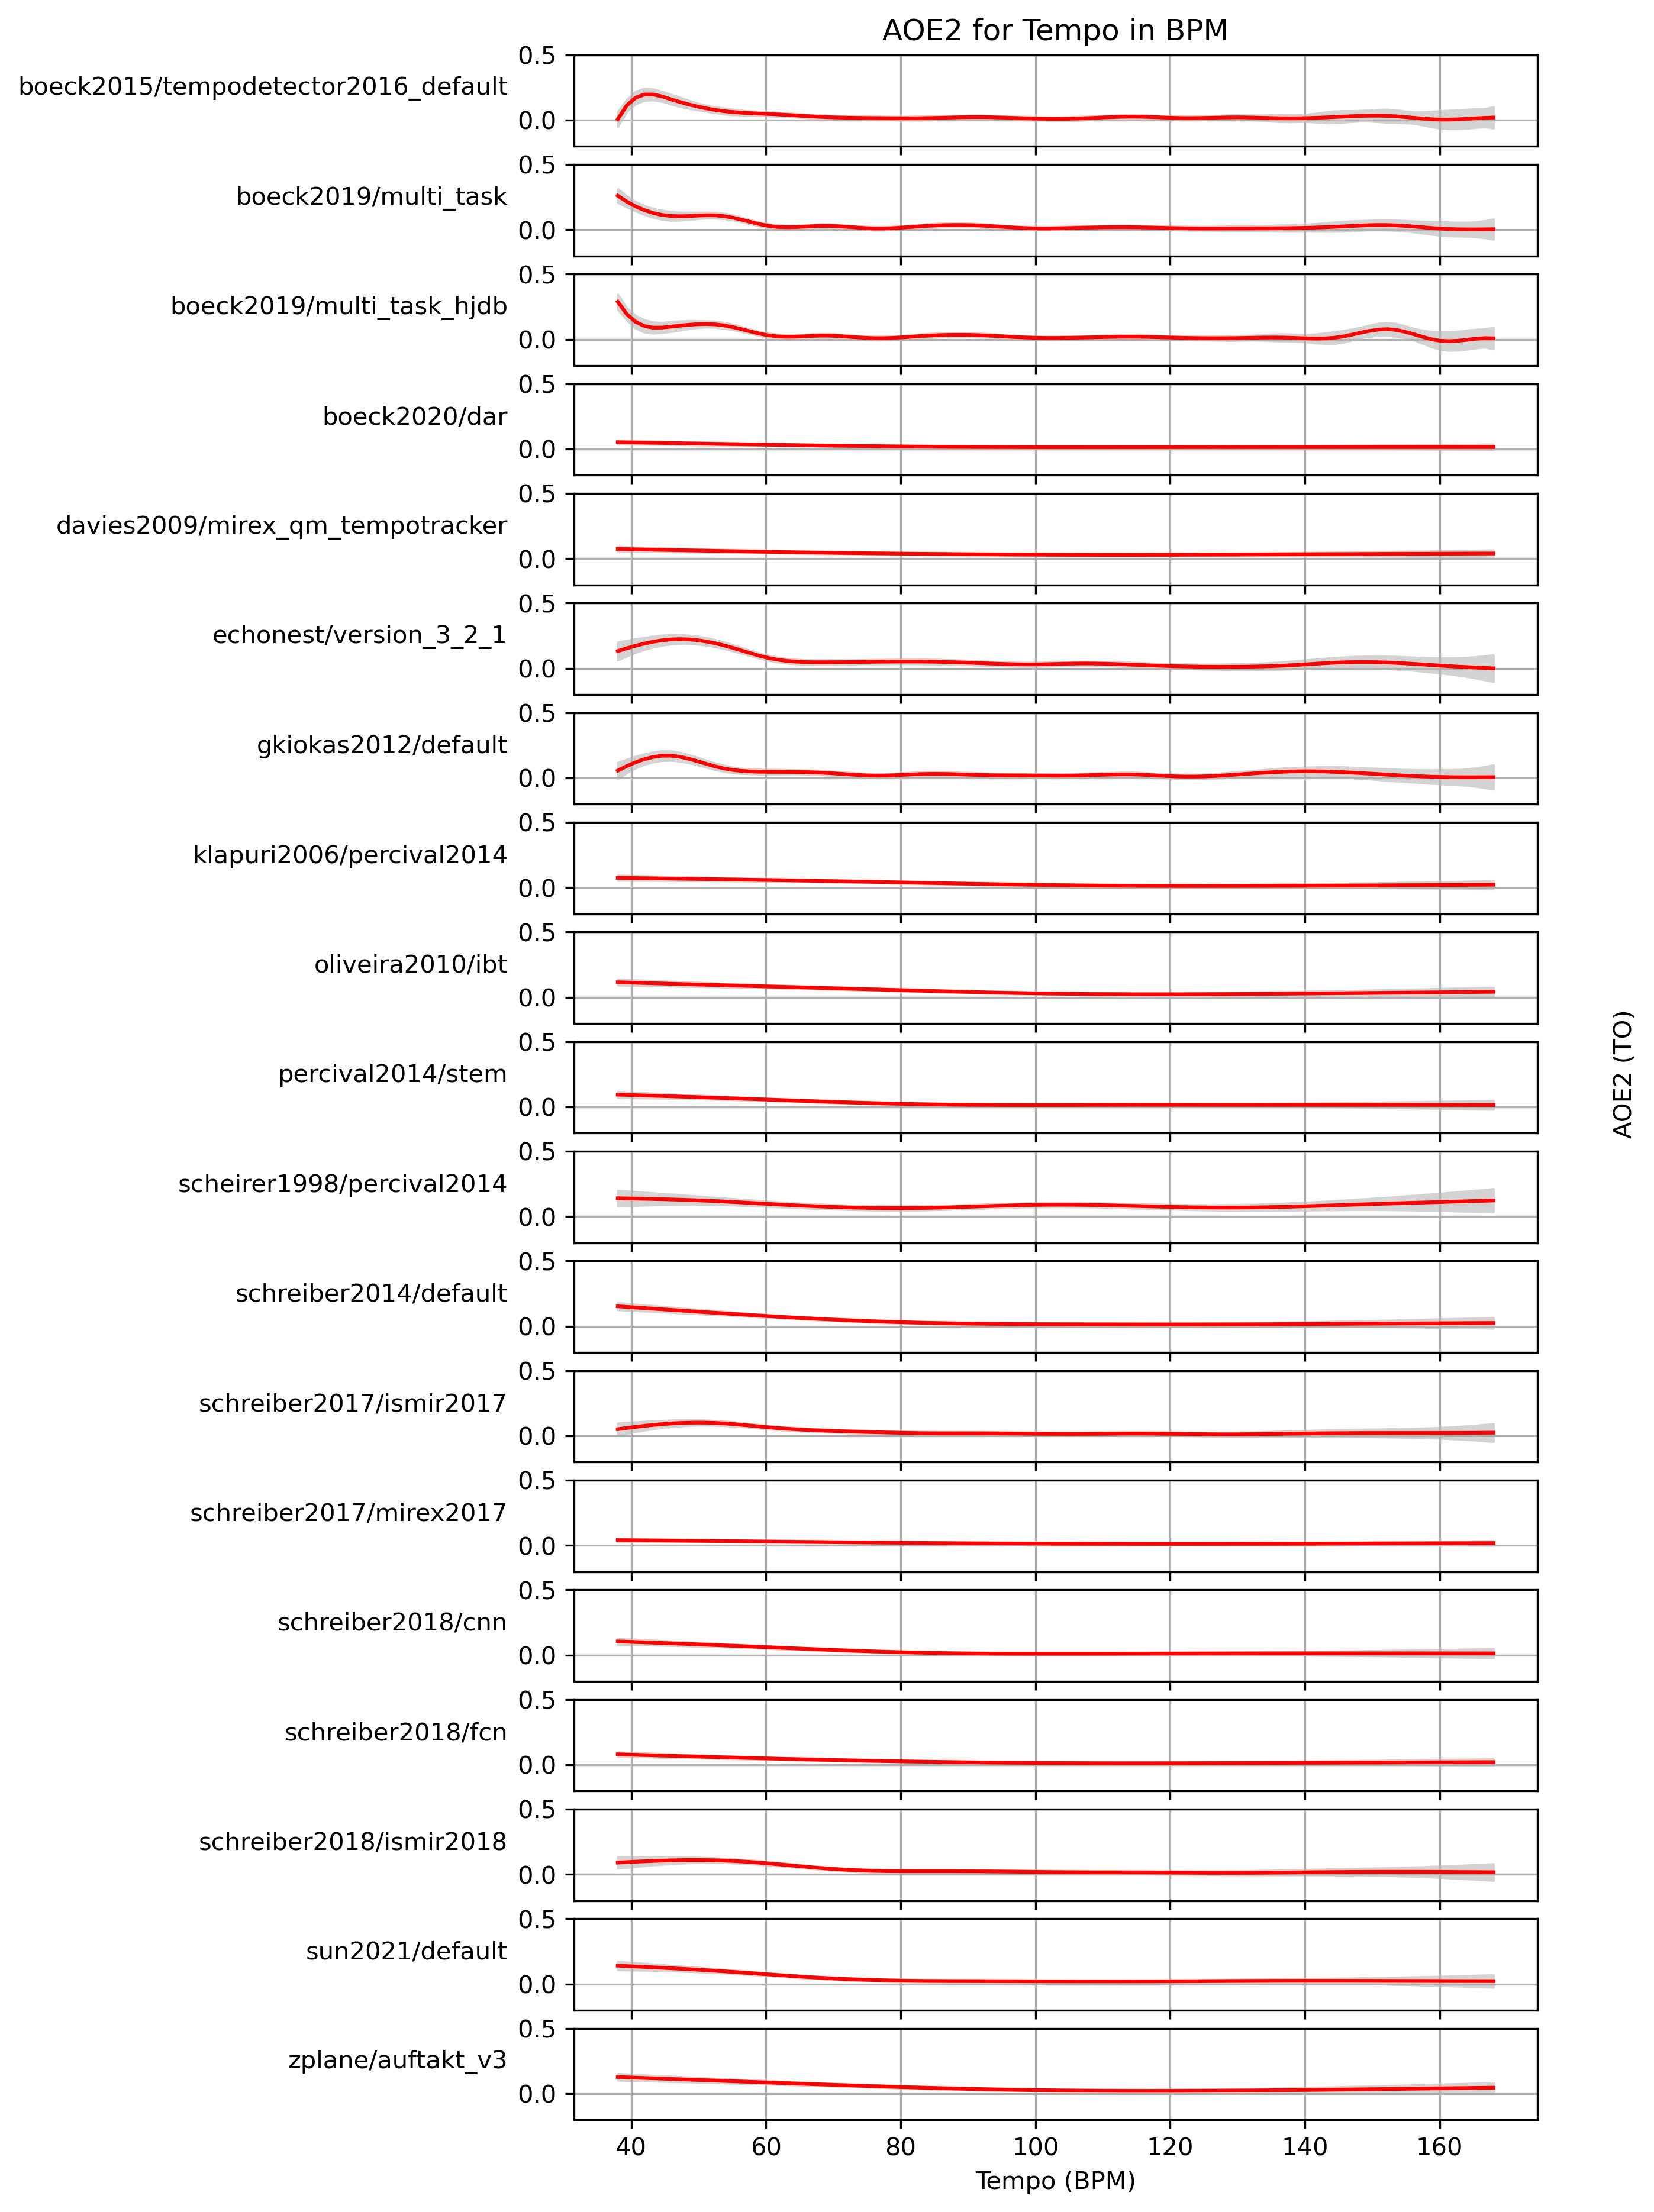 AOE2 for Tempo in BPM
0.5
boeck2015/tempodetector2016_default
0.0
0.5
boeck2019/multi_task
0.0
0.5
boeck2019/multi_task_hjdb
0.0
0.5
boeck2020/dar
0.0
0.5
davies2009/mirex_qm_tempotracker
0.0
0.5
echonest/version_3_2_1
0.0
0.5
gkiokas2012/default
0.0
0.5
klapuri2006/percival2014
0.0
0.5
oliveira2010/ibt
0.0
0.5
percival2014/stem
0.0
AOE2 (TO)
0.5
scheirer1998/percival2014
0.0
0.5
schreiber2014/default
0.0
0.5
schreiber2017/ismir2017
0.0
0.5
schreiber2017/mirex2017
0.0
0.5
schreiber2018/cnn
0.0
0.5
schreiber2018/fcn
0.0
0.5
schreiber2018/ismir2018
0.0
0.5
sun2021/default
0.0
0.5
zplane/auftakt_v3
0.0
40 60 80 100 120 140 160
Tempo (BPM)